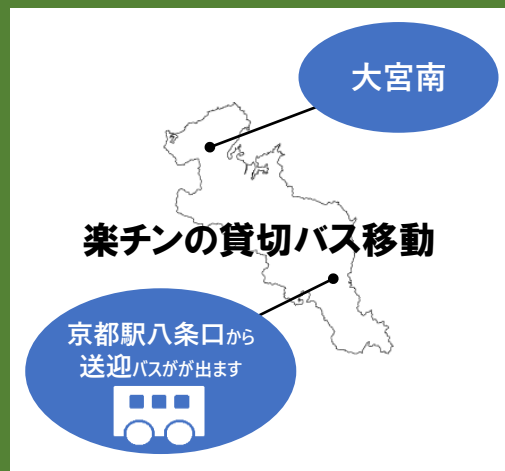 大宮南
楽チンの貸切バス移動
京都駅八条口から
送迎バスがが出ます